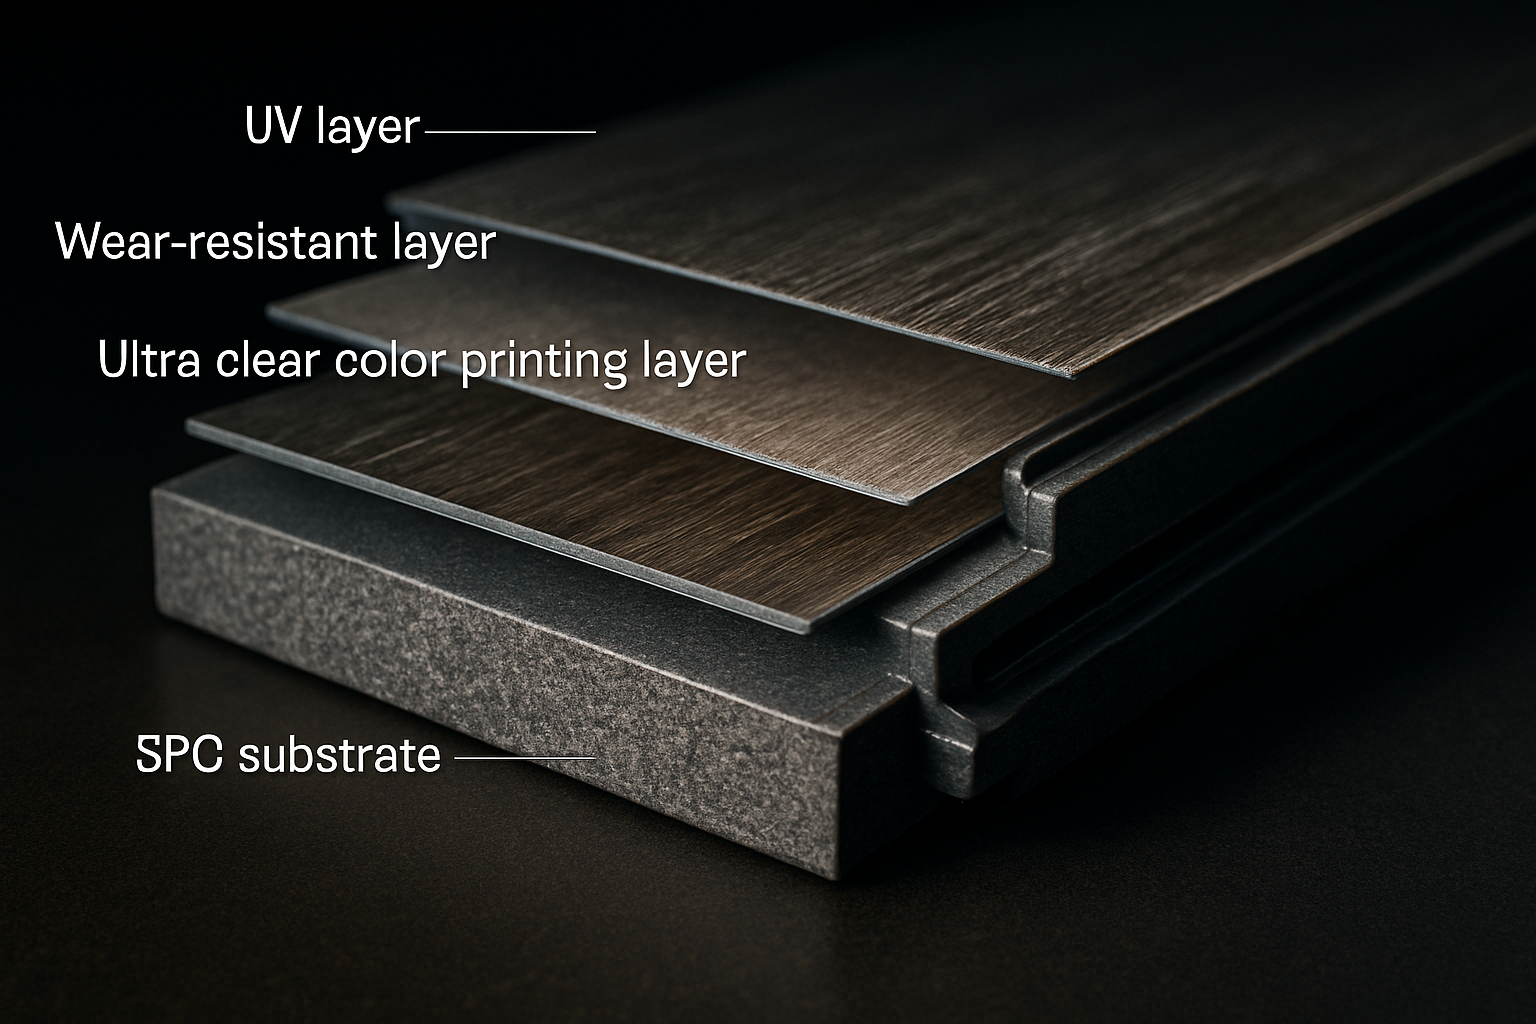 UV layer
Wear-resistant layer
Ultra clear color printing layer
SPC substrate